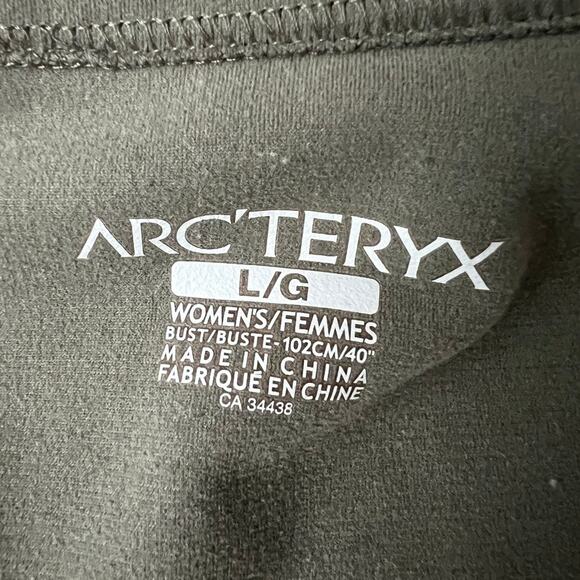 ARC'TERYX
L/G
WOMEN'S/FEMMES
BUST/BUSTE-102CM/40"
MADE IN CHINA
FABRIQUÉ EN CHINE
CA 34438